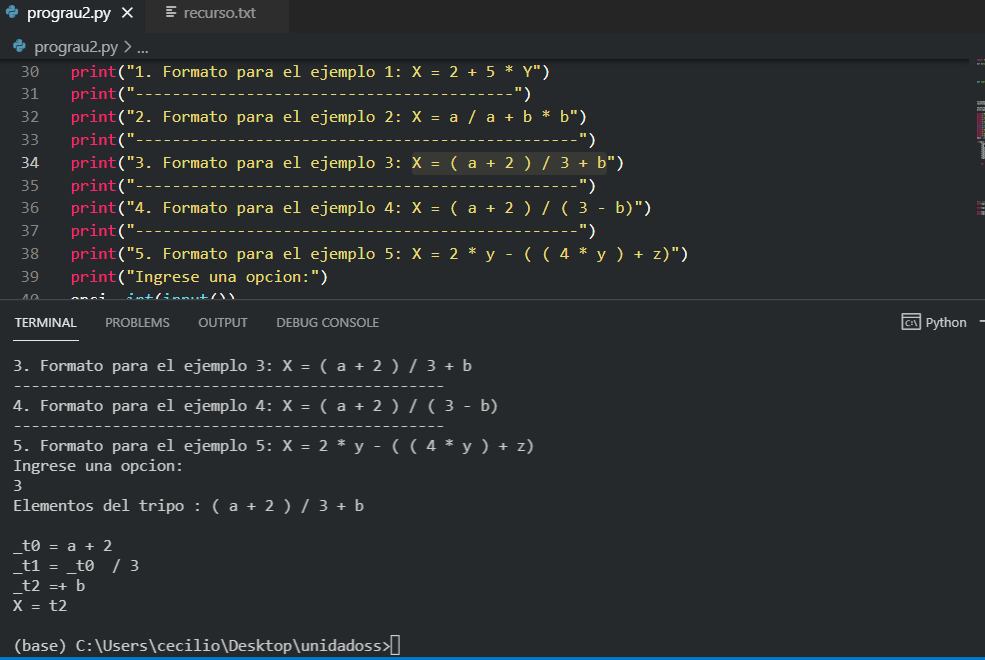 prograu2.py × recurso.txt
prograu2.py > ...
30 print("1. Formato para el ejemplo 1: X = 2 + 5 * Y")
31 print("-----------------------------------------")
32 print("2. Formato para el ejemplo 2: X = a / a + b * b")
33 print("------------------------------------------------")
34 print("3. Formato para el ejemplo 3: X = ( a + 2 ) / 3 + b")
35 print("------------------------------------------------")
36 print("4. Formato para el ejemplo 4: X = ( a + 2 ) / ( 3 - b)")
37 print("------------------------------------------------")
38 print("5. Formato para el ejemplo 5: X = 2 * y - ( ( 4 * y ) + z)")
39 print("Ingrese una opcion:")
40 int(input())
TERMINAL PROBLEMS OUTPUT DEBUG CONSOLE Python
3. Formato para el ejemplo 3: X = ( a + 2 ) / 3 + b
------------------------------------------------
4. Formato para el ejemplo 4: X = ( a + 2 ) / ( 3 - b)
------------------------------------------------
5. Formato para el ejemplo 5: X = 2 * y - ( ( 4 * y ) + z)
Ingrese una opcion:
3
Elementos del tripo : ( a + 2 ) / 3 + b
_t0 = a + 2
_t1 = _t0  / 3
_t2 =+ b
X = t2
(base) C:\Users\cecilio\Desktop\unidadoss>